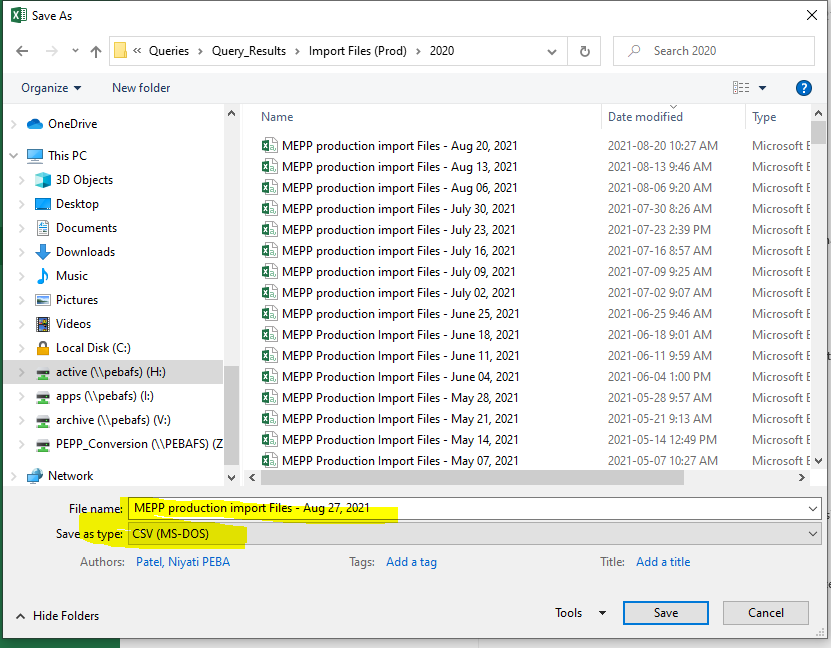 Save As
« Queries > Query_Results > Import Files (Prod) > 2020
Search 2020
Organize
New folder
?
OneDrive
This PC
3D Objects
Desktop
Documents
Downloads
Music
Pictures
Videos
Local Disk (C:)
active (\\pebafs) (H:)
apps (\\pebafs) (I:)
archive (\\pebafs) (V:)
PEPP_Conversion (\\PEBAFS) (Z
Network
Name Date modified Type
MEPP production import Files - Aug 20, 2021 2021-08-20 10:27 AM Microsoft E
MEPP production import Files - Aug 13, 2021 2021-08-13 9:46 AM Microsoft E
MEPP production import Files - Aug 06, 2021 2021-08-06 9:20 AM Microsoft E
MEPP production import Files - July 30, 2021 2021-07-30 8:26 AM Microsoft E
MEPP production import Files - July 23, 2021 2021-07-23 2:39 PM Microsoft E
MEPP production import Files - July 16, 2021 2021-07-16 8:57 AM Microsoft E
MEPP production import Files - July 09, 2021 2021-07-09 9:25 AM Microsoft E
MEPP production import Files - July 02, 2021 2021-07-02 9:07 AM Microsoft E
MEPP production Import Files - June 25, 2021 2021-06-25 9:46 AM Microsoft E
MEPP production Import Files - June 18, 2021 2021-06-18 9:01 AM Microsoft E
MEPP production Import Files - June 11, 2021 2021-06-11 9:59 AM Microsoft E
MEPP production Import Files - June 04, 2021 2021-06-04 1:00 PM Microsoft E
MEPP production Import Files - May 28, 2021 2021-05-28 9:57 AM Microsoft E
MEPP production Import Files - May 21, 2021 2021-05-21 9:13 AM Microsoft E
MEPP production Import Files - May 14, 2021 2021-05-14 12:49 PM Microsoft E
MEPP production Import Files - May 07, 2021 2021-05-07 10:27 AM Microsoft E
File name: MEPP production import Files - Aug 27, 2021
Save as type: CSV (MS-DOS)
Authors: Patel, Niyati PEBA Tags: Add a tag Title: Add a title
Hide Folders
Tools
Save
Cancel